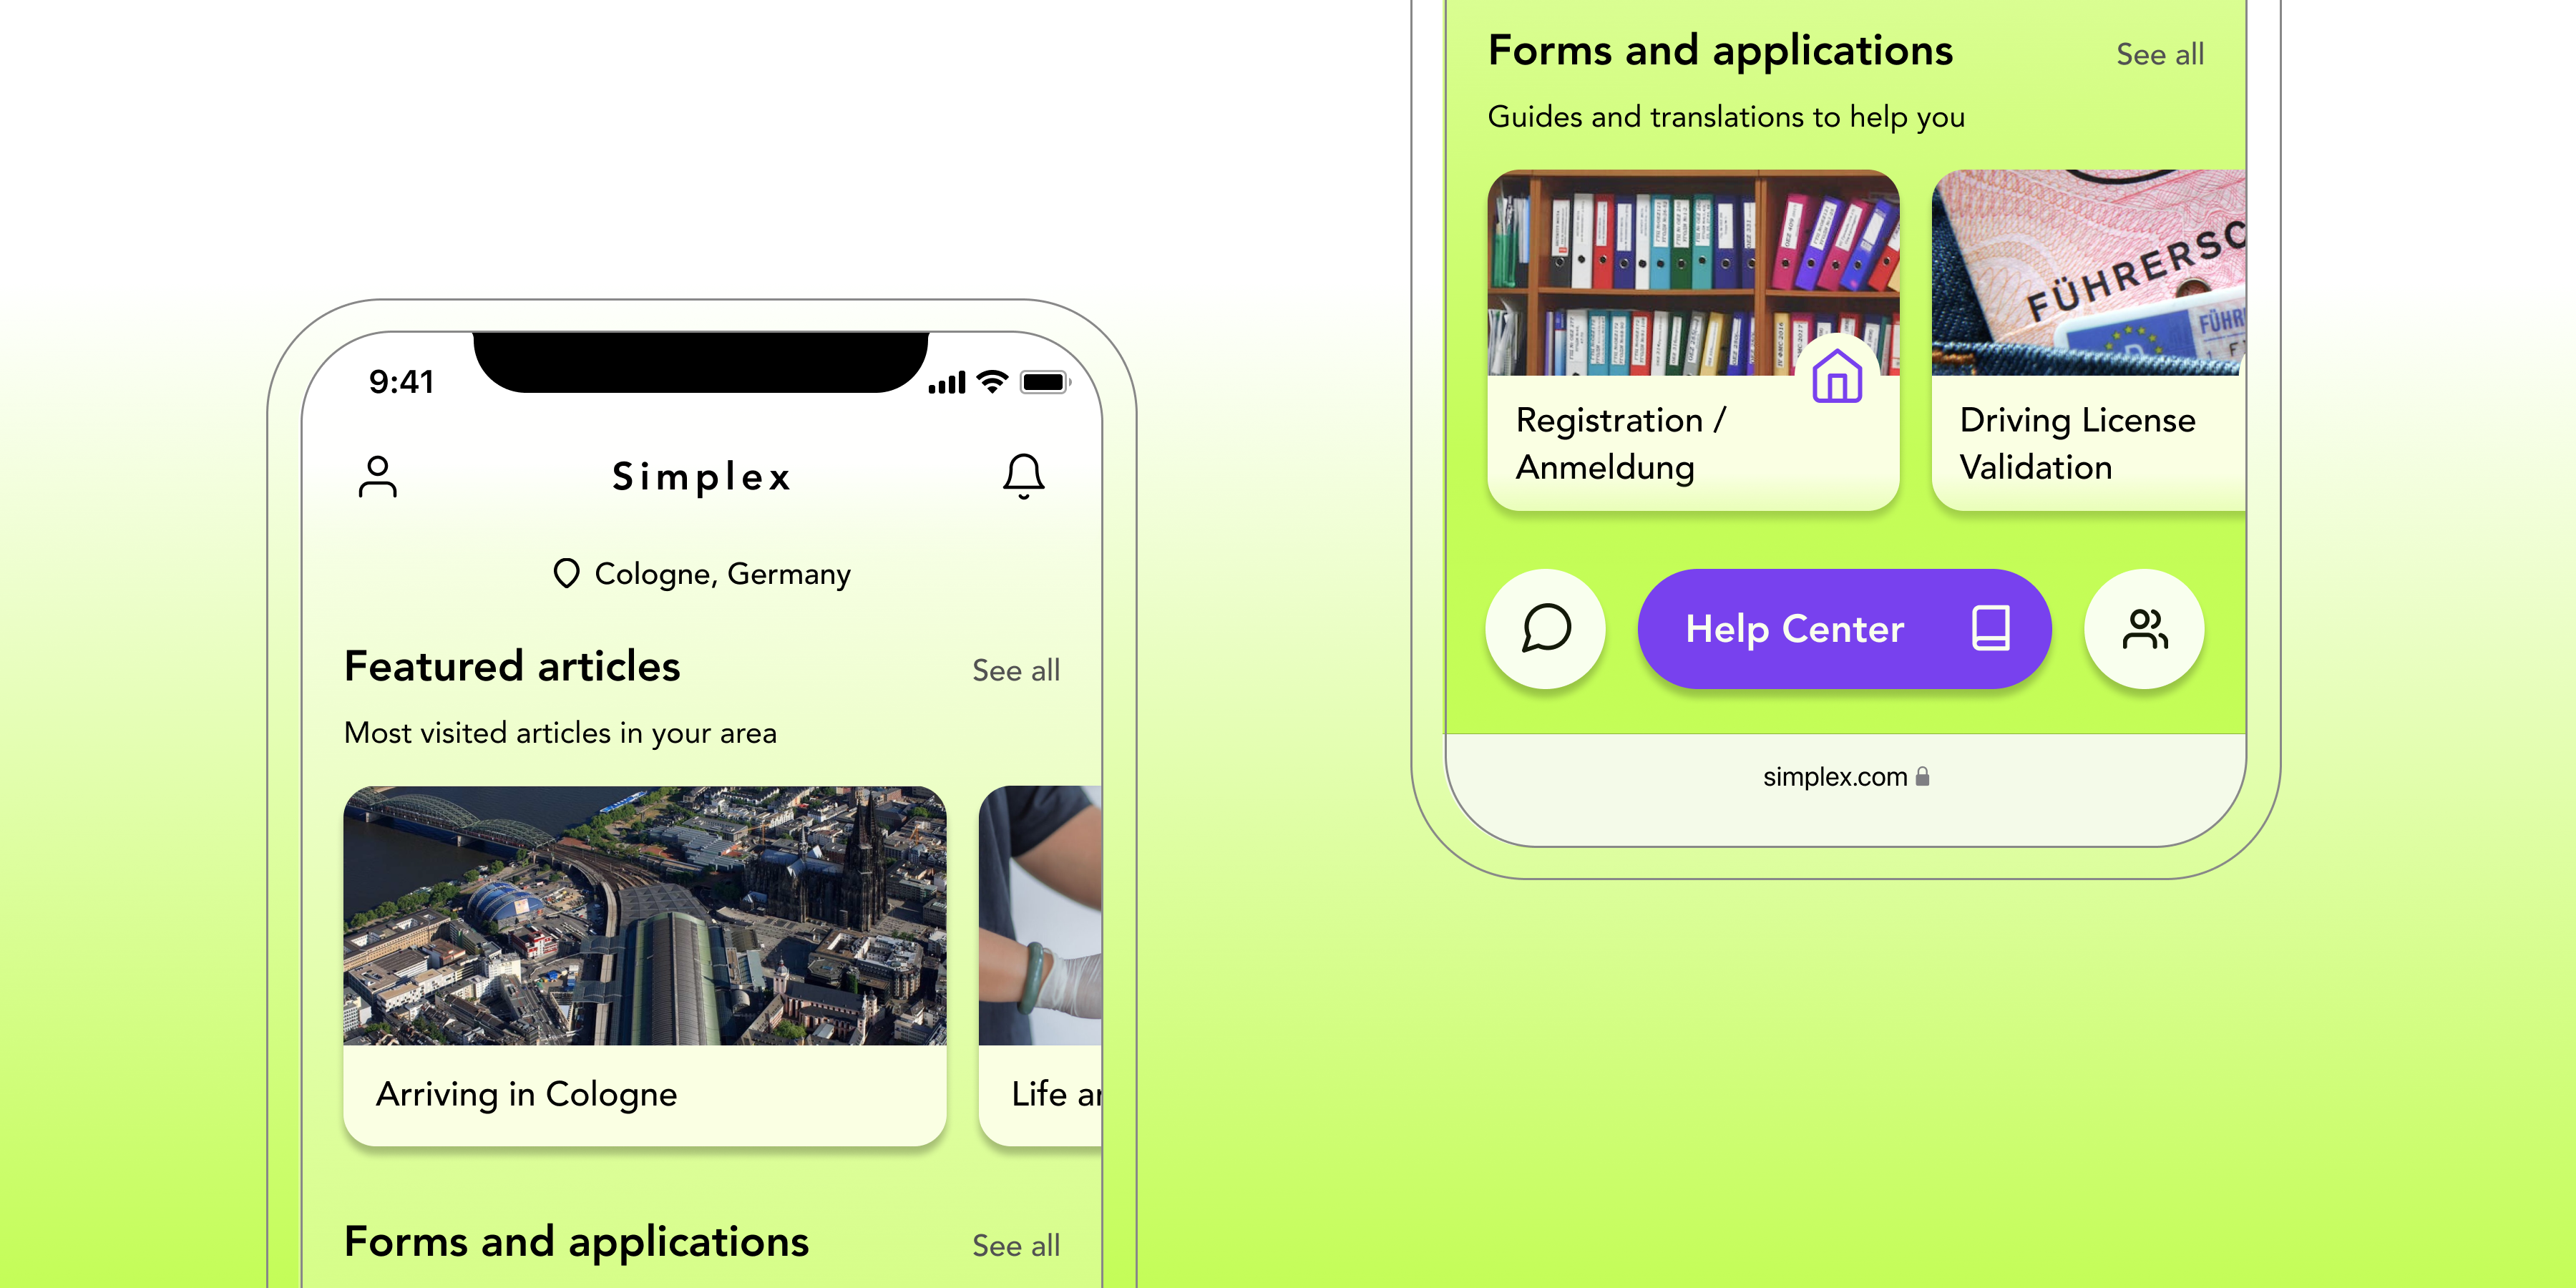 9:41
Simplex
Cologne, Germany
Featured articles
See all
Most visited articles in your area
Arriving in Cologne
Life
Forms and applications
See all
Forms and applications
See all
Guides and translations to help you
FÜHRERSC
FÜHR
D
Registration /
Anmeldung
Driving License
Validation
Help Center
simplex.com